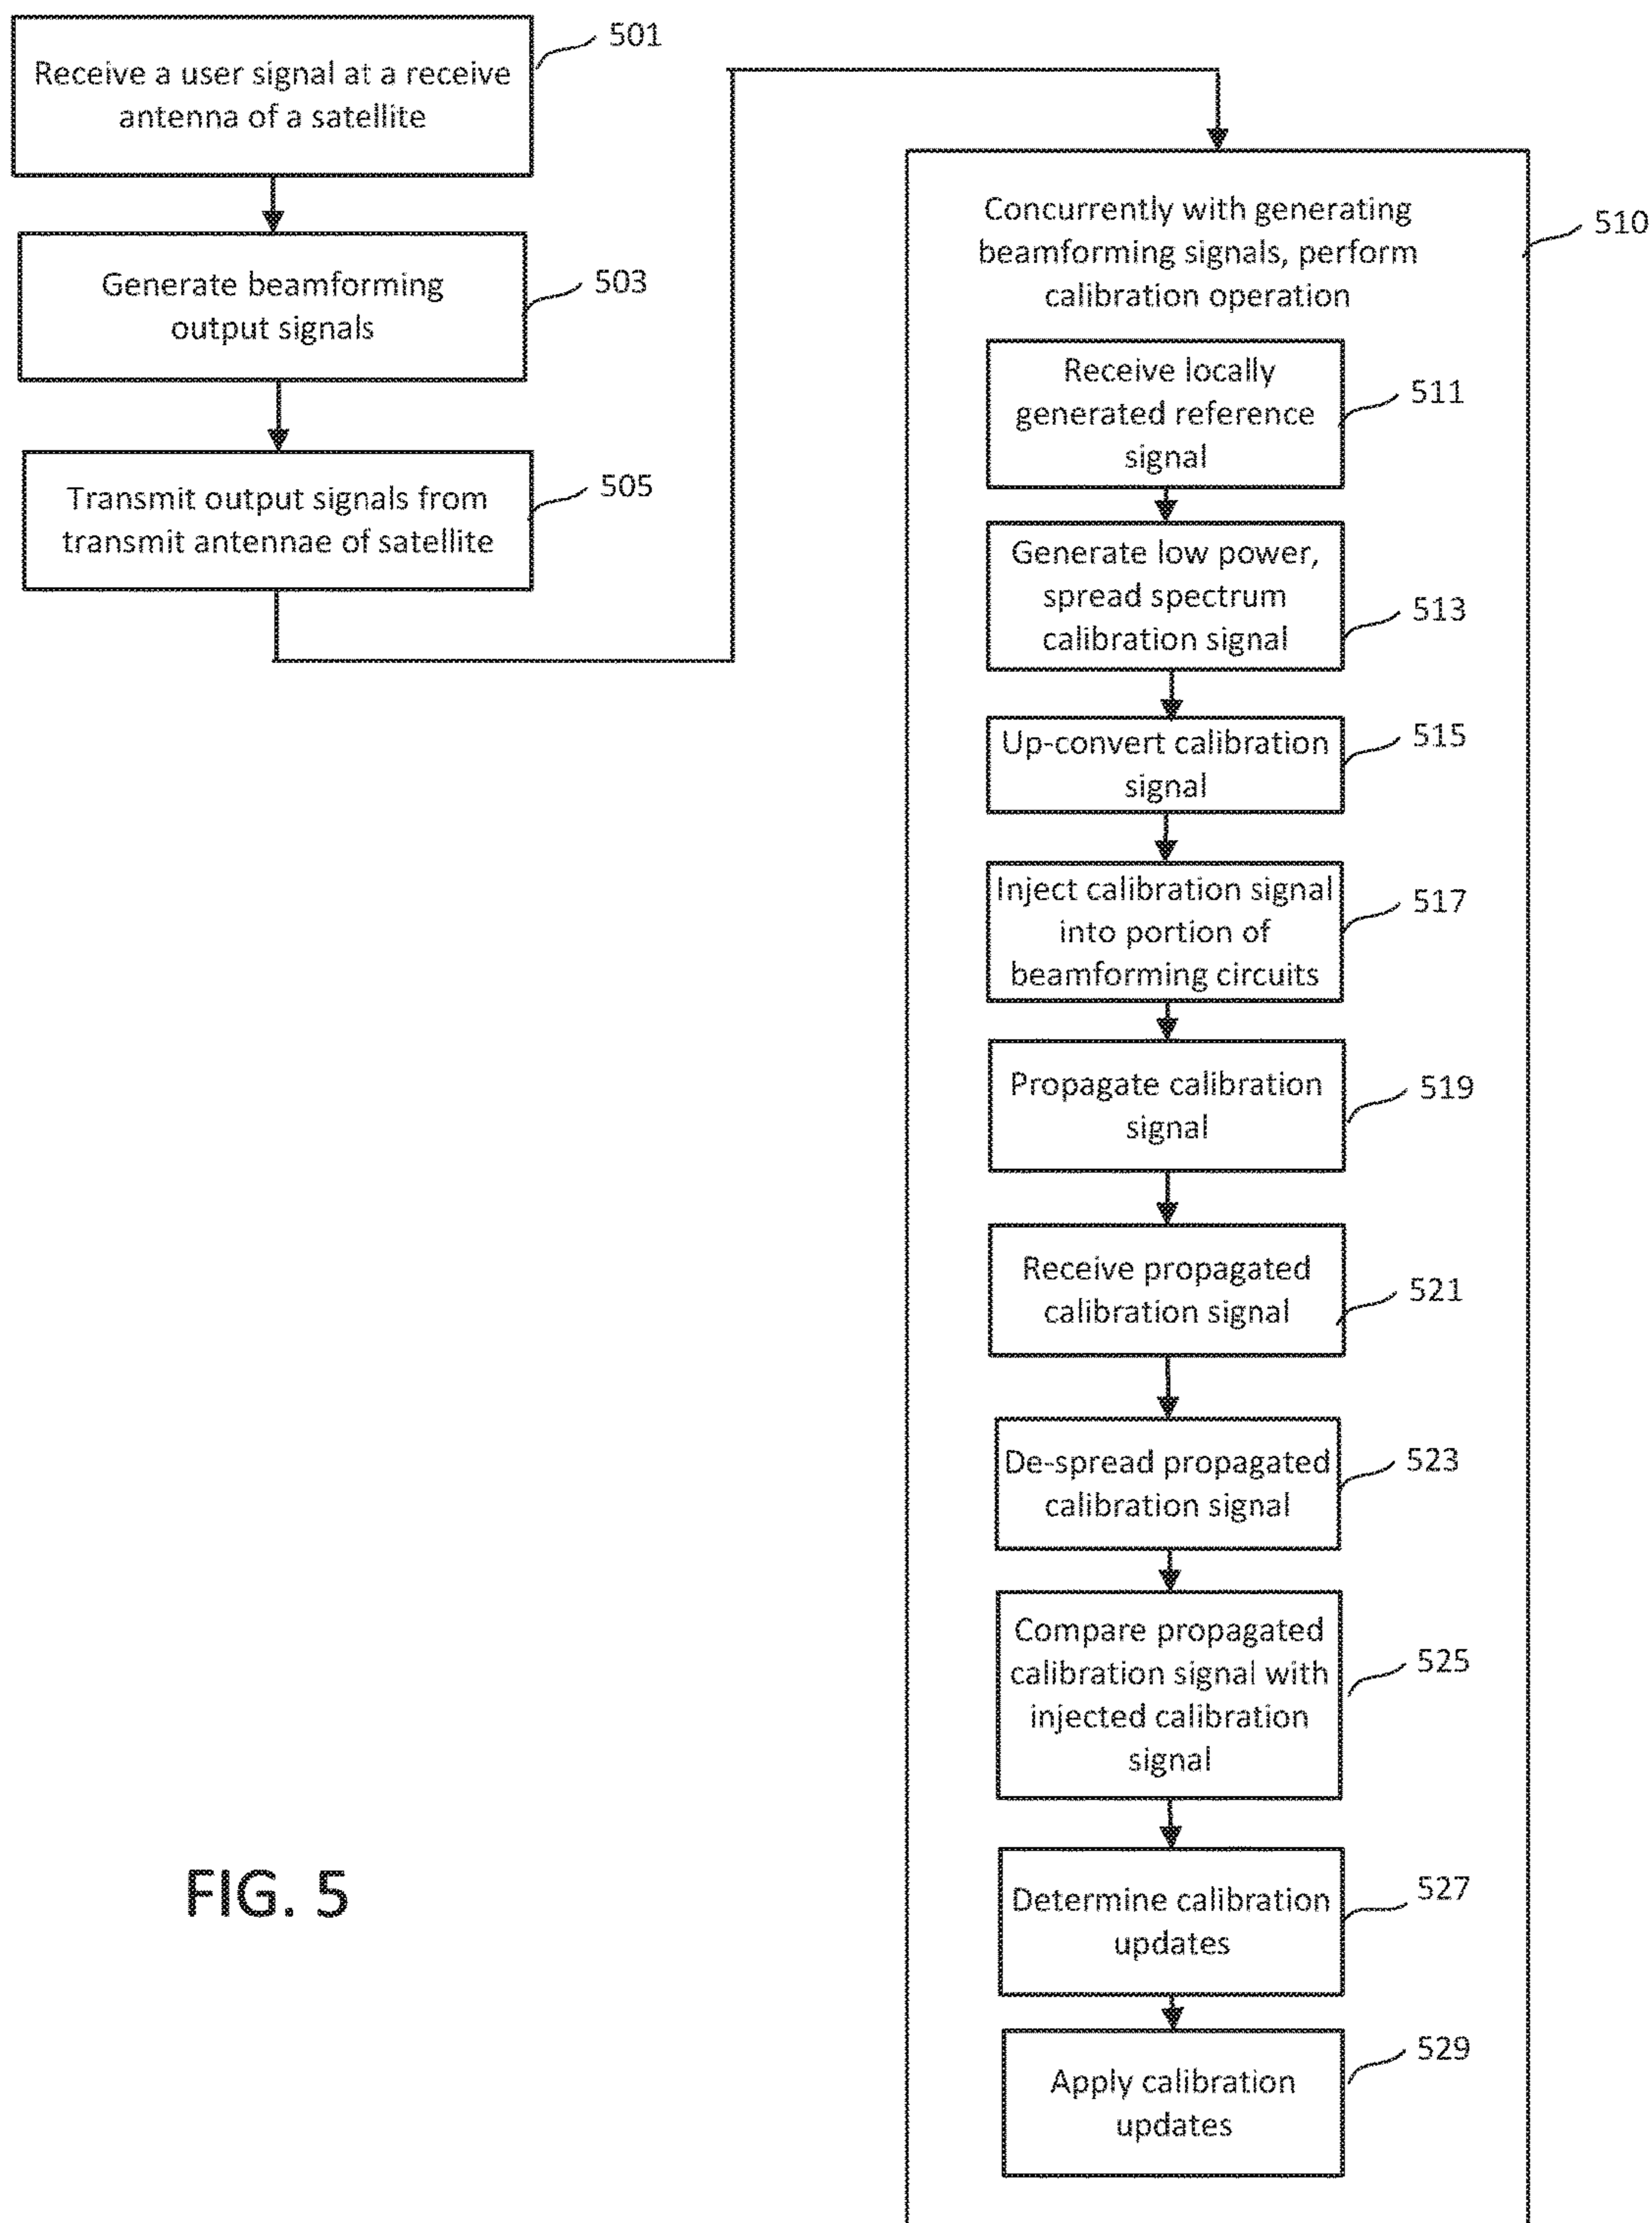 501
Receive a user signal at a receive
antenna of a satellite
503
Generate beamforming
output signals
505
Transmit output signals from
transmit antennae of satellite
510
Concurrently with generating
beamforming signals, perform
calibration operation
511
Receive locally
generated reference
signal
513
Generate low power,
spread spectrum
calibration signal
515
Up-convert calibration
signal
517
Inject calibration signal
into portion of
beamforming circuits
519
Propagate calibration
signal
521
Receive propagated
calibration signal
523
De-spread propagated
calibration signal
525
Compare propagated
calibration signal with
injected calibration
signal
527
Determine calibration
updates
529
Apply calibration
updates
FIG. 5